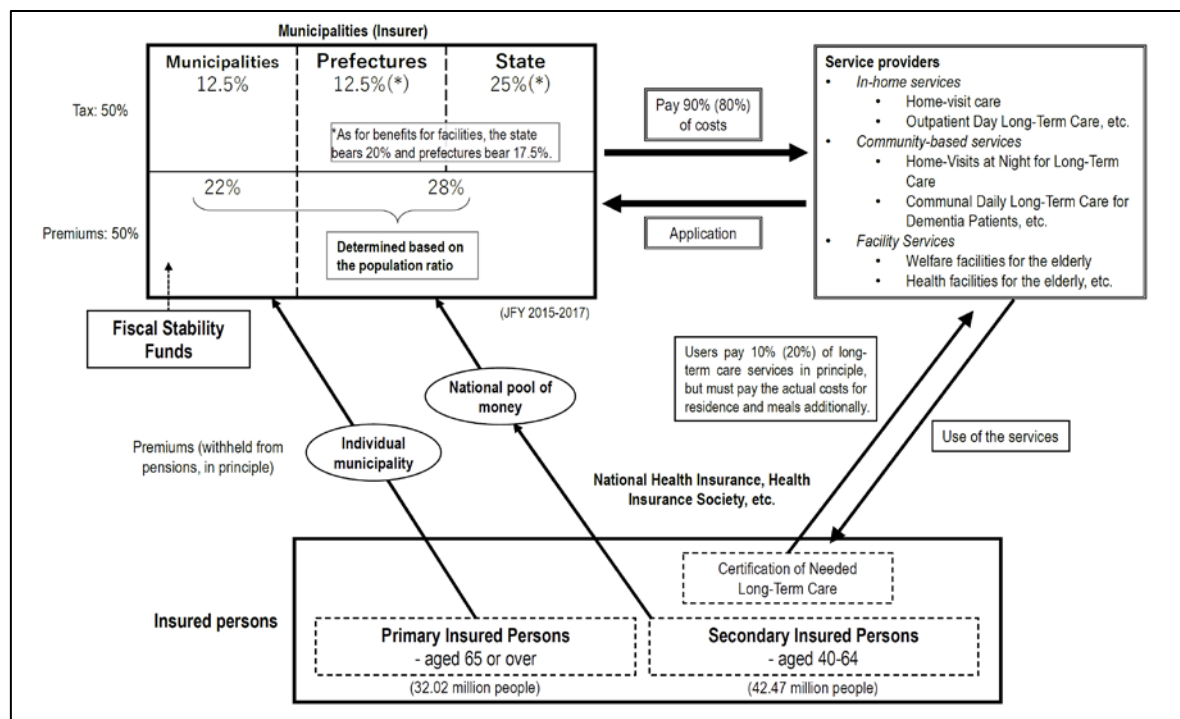 Municipalities (Insurer)
Municipalities
12.5%
Prefectures
12.5%(*)
State
25%(*)
Tax: 50%
*As for benefits for facilities, the state
bears 20% and prefectures bear 17.5%.
22%
28%
Premiums: 50%
Determined based on
the population ratio
(JFY 2015-2017)
Fiscal Stability
Funds
Pay 90% (80%)
of costs
Application
Service providers
• In-home services
• Home-visit care
• Outpatient Day Long-Term Care, etc.
• Community-based services
• Home-Visits at Night for Long-Term
Care
• Communal Daily Long-Term Care for
Dementia Patients, etc.
• Facility Services
• Welfare facilities for the elderly
• Health facilities for the elderly, etc.
Users pay 10% (20%) of long-
term care services in principle,
but must pay the actual costs for
residence and meals additionally.
Use of the services
National pool of
money
Individual
municipality
Premiums (withheld from
pensions, in principle)
National Health Insurance, Health
Insurance Society, etc.
Certification of Needed
Long-Term Care
Insured persons
Primary Insured Persons
- aged 65 or over
(32.02 million people)
Secondary Insured Persons
- aged 40-64
(42.47 million people)